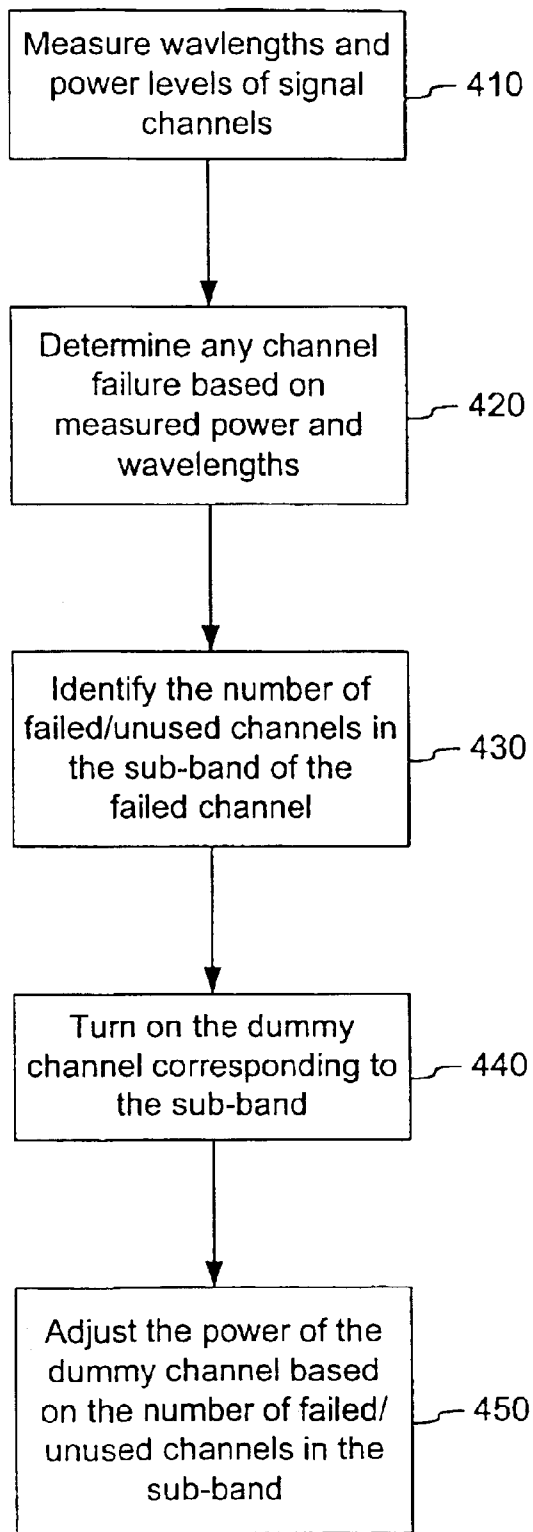 Measure wavlengths and
power levels of signal
channels
410
Determine any channel
failure based on
measured power and
wavelengths
420
Identify the number of
failed/unused channels in
the sub-band of the
failed channel
430
Turn on the dummy
channel corresponding to
the sub-band
440
Adjust the power of the
dummy channel based
on the number of failed/
unused channels in the
sub-band
450